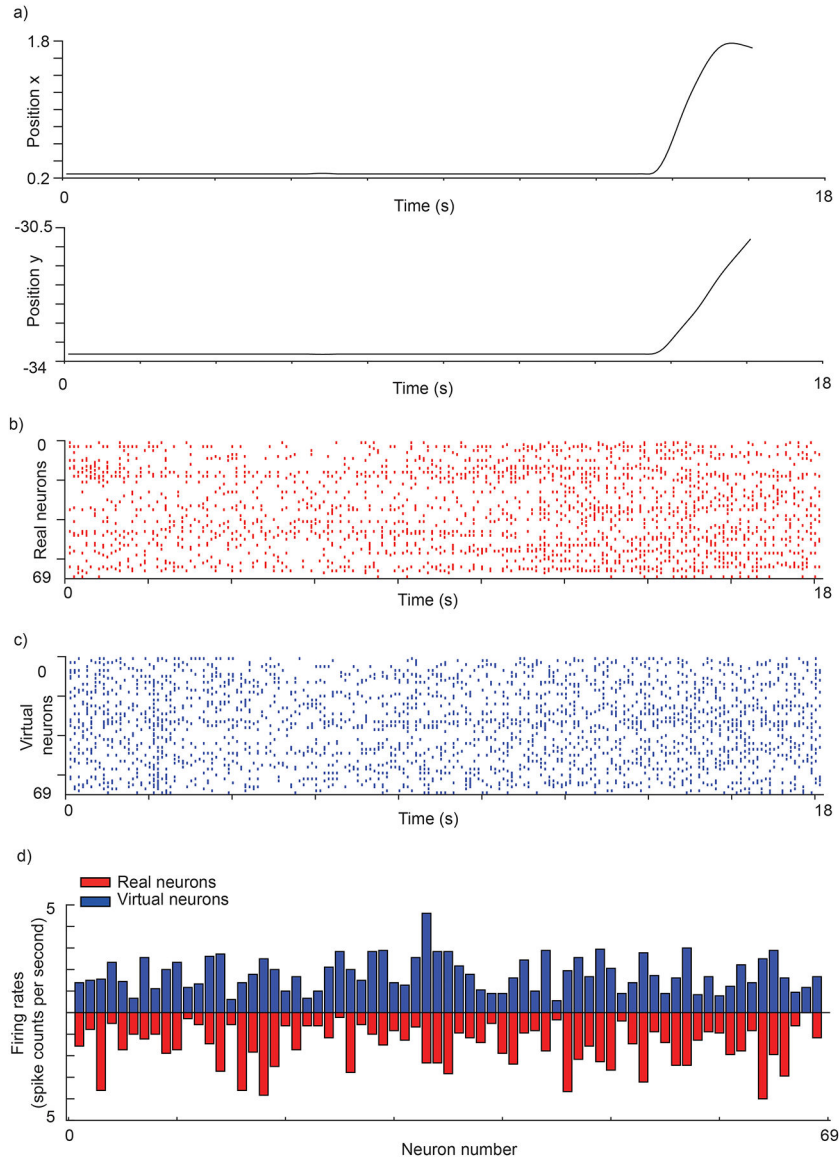 a)
1.8
Position x
0.2
0
18
Time (s)
-30.5
Position y
-34
0
18
Time (s)
b)
0
Real neurons
69
0
18
Time (s)
c)
0
Virtual
neurons
69
0
18
Time (s)
d)
Real neurons
Virtual neurons
5
Firing rates
(spike counts per second)
5
0
69
Neuron number